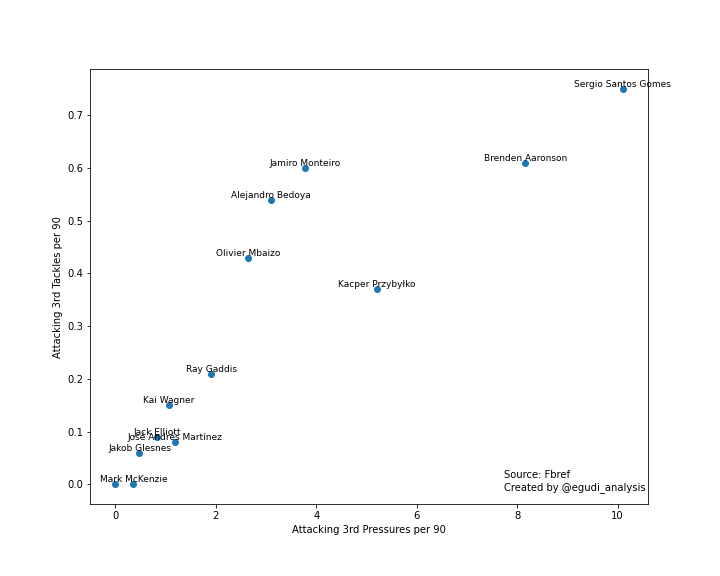 Sergio Santos Gomes
Brenden Aaronson
Jamiro Monteiro
Alejandro Bedoya
Olivier Mbaizo
Kacper Przybyłko
Ray Gaddis
Kai Wagner
Jack Elliott
José Andrés Martínez
Jakob Glesnes
Mark McKenzie
0.7
0.6
0.5
0.4
0.3
0.2
0.1
0.0
Attacking 3rd Tackles per 90
Source: Fbref
Created by @egudi_analysis
0 2 4 6 8 10
Attacking 3rd Pressures per 90